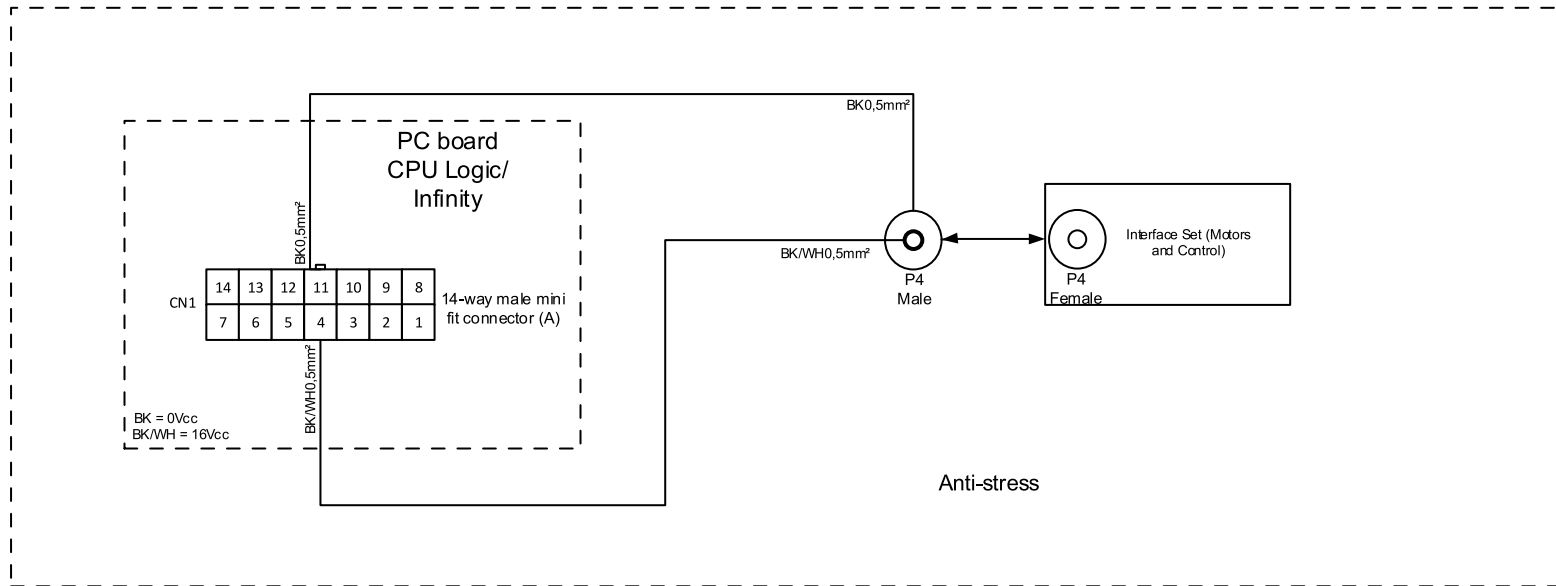 BK0,5mm²
PC board
CPU Logic/
Infinity
BK0,5mm²
BK/WH0,5mm²
Interface Set (Motors
and Control)
P4
Male
P4
Female
CN1
14 13 12 11 10 9 8
7 6 5 4 3 2 1
14-way male mini
fit connector (A)
BK/WH0,5mm²
BK = 0Vcc
BK/WH = 16Vcc
Anti-stress